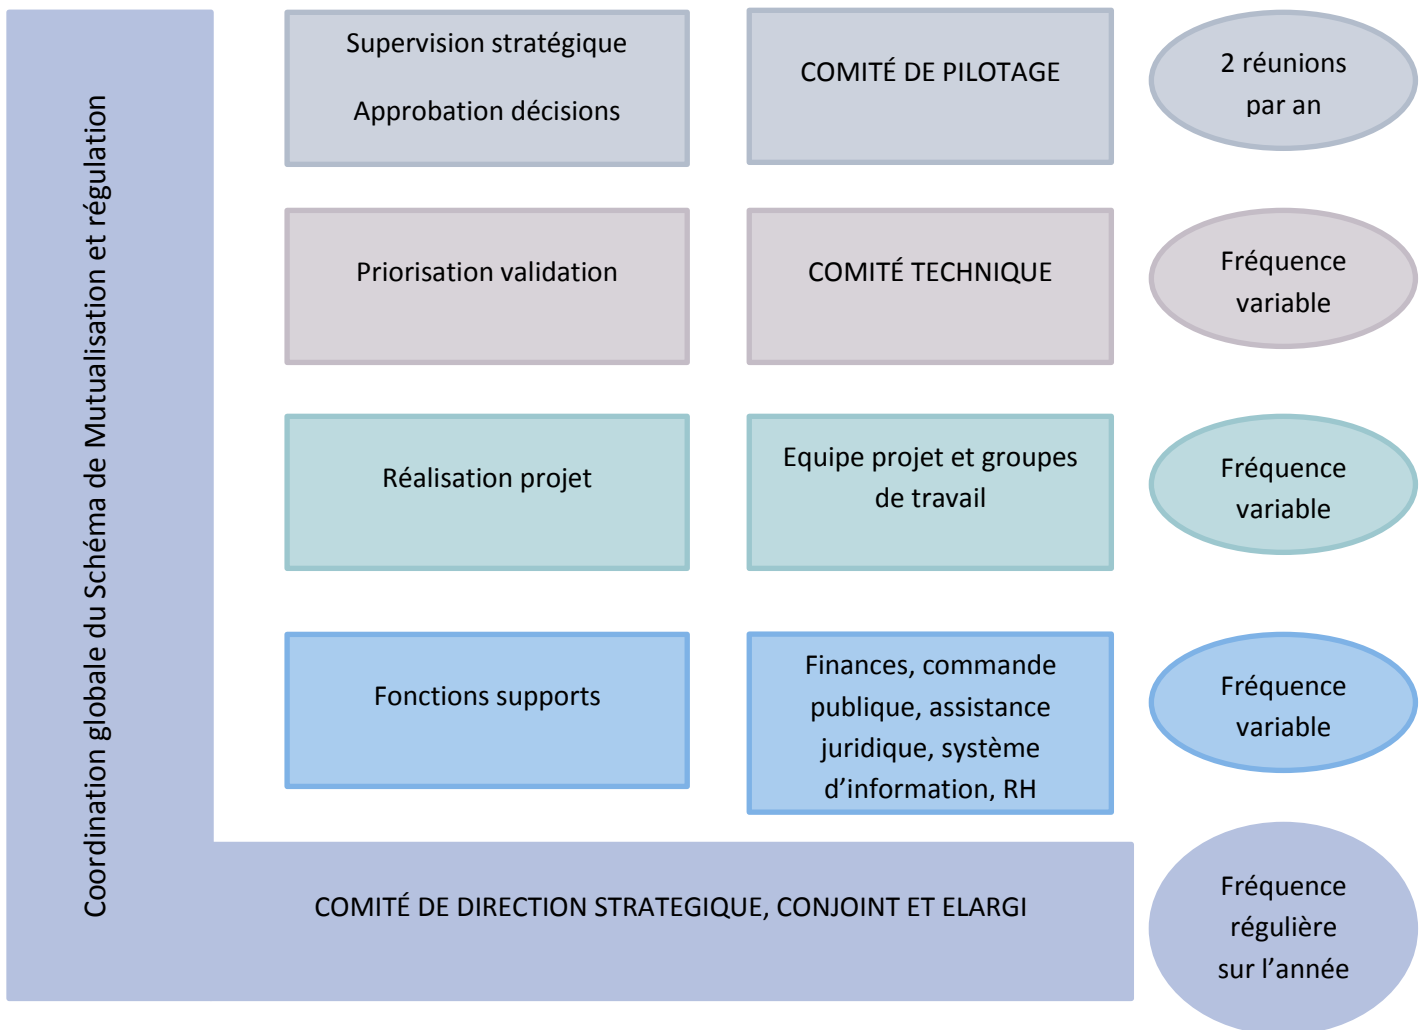 Coordination globale du Schéma de Mutualisation et régulation
Supervision stratégique
Approbation décisions
COMITÉ DE PILOTAGE
2 réunions
par an
Priorisation validation
COMITÉ TECHNIQUE
Fréquence
variable
Réalisation projet
Equipe projet et groupes
de travail
Fréquence
variable
Fonctions supports
Finances, commande
publique, assistance
juridique, système
d’information, RH
Fréquence
variable
COMITÉ DE DIRECTION STRATEGIQUE, CONJOINT ET ELARGI
Fréquence
régulière
sur l’année